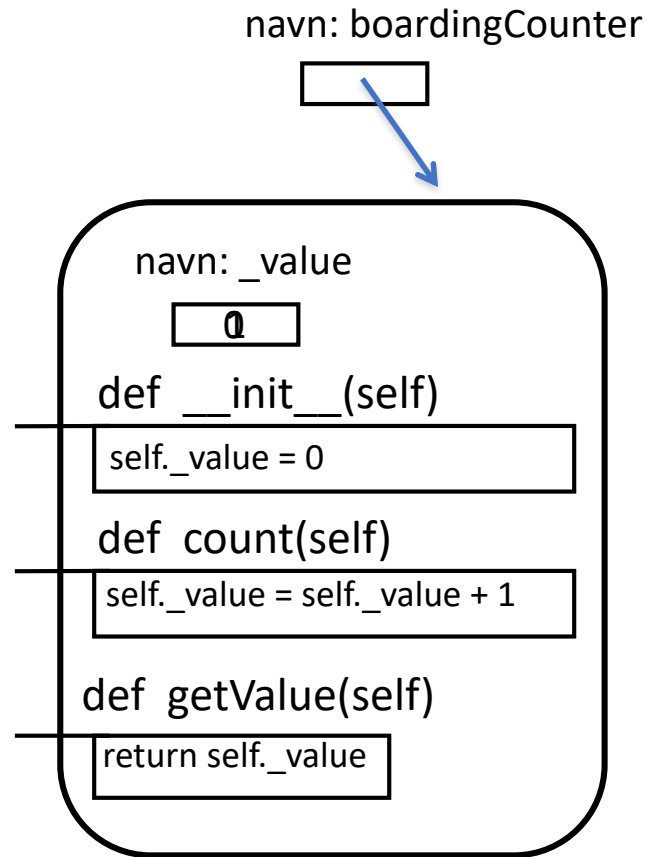 navn: boardingCounter
navn: _value
def __init__(self)
self._value = 0
def count(self)
self._value = self._value + 1
def getValue(self)
return self._value